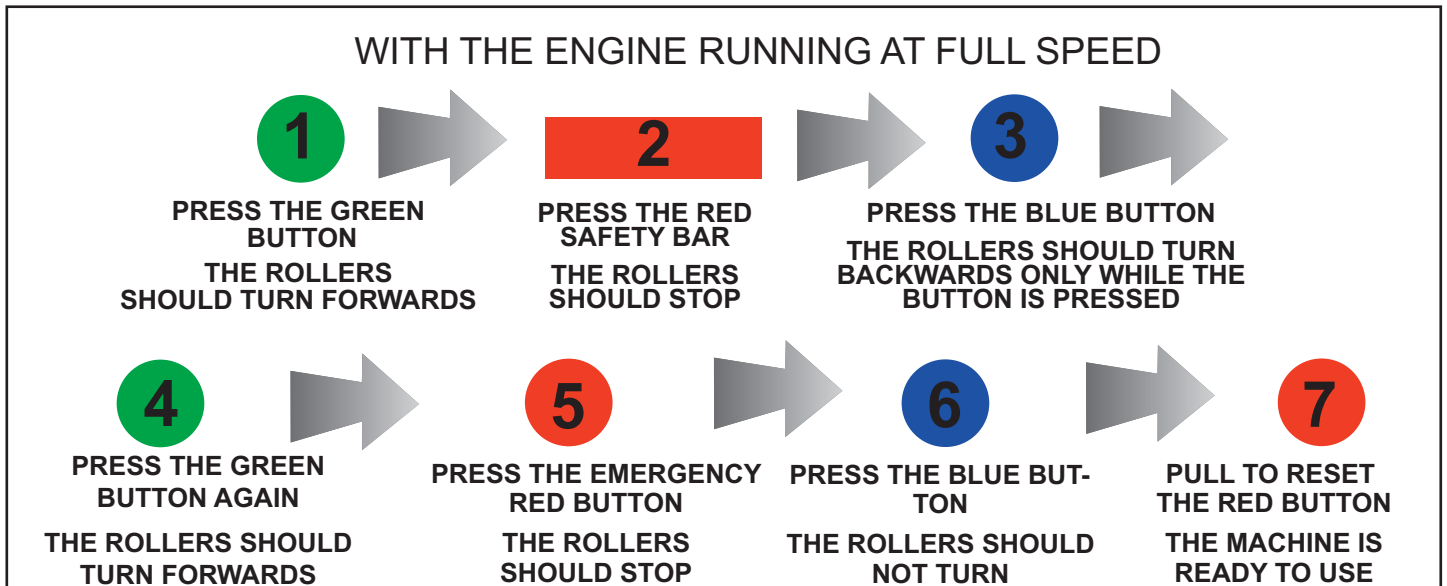 WITH THE ENGINE RUNNING AT FULL SPEED
1
PRESS THE GREEN
BUTTON
THE ROLLERS
SHOULD TURN FORWARDS
2
PRESS THE RED
SAFETY BAR
THE ROLLERS
SHOULD STOP
3
PRESS THE BLUE BUTTON
THE ROLLERS SHOULD TURN
BACKWARDS ONLY WHILE THE
BUTTON IS PRESSED
4
PRESS THE GREEN
BUTTON AGAIN
THE ROLLERS SHOULD
TURN FORWARDS
5
PRESS THE EMERGENCY
RED BUTTON
THE ROLLERS
SHOULD STOP
6
PRESS THE BLUE BUT-
TON
THE ROLLERS SHOULD
NOT TURN
7
PULL TO RESET
THE RED BUTTON
THE MACHINE IS
READY TO USE